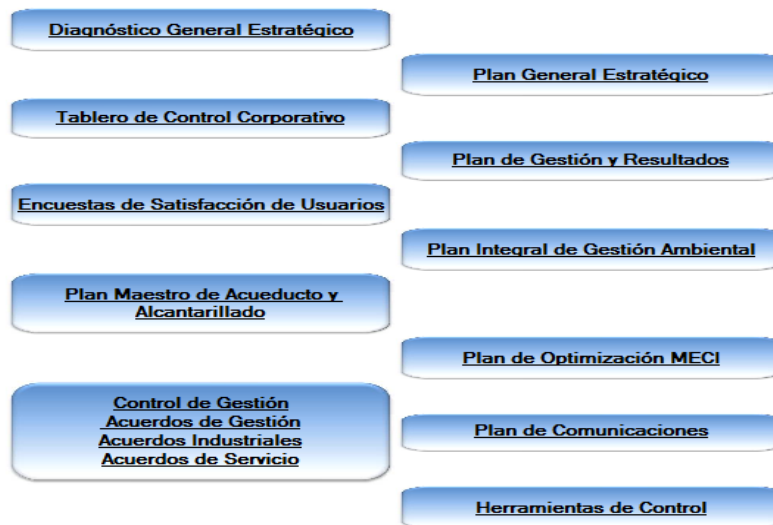 Diagnóstico General Estratégico
Plan General Estratégico
Tablero de Control Corporativo
Plan de Gestión y Resultados
Encuestas de Satisfacción de Usuarios
Plan Integral de Gestión Ambiental
Plan Maestro de Acueducto y
Alcantarillado
Plan de Optimización MECI
Control de Gestión
Acuerdos de Gestión
Acuerdos Industriales
Acuerdos de Servicio
Plan de Comunicaciones
Herramientas de Control